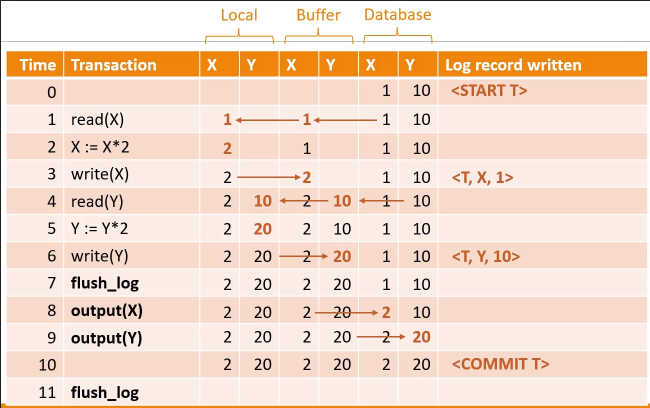 Local Buffer Database
Time Transaction X Y X Y X Y Log record written
0 1 10 <START T>
1 read(X) 1 1 1 10
2 X := X*2 2 1 1 10
3 write(X) 2 2 1 10 <T, X, 1>
4 read(Y) 2 10 2 10 1 10
5 Y := Y*2 2 20 2 10 1 10
6 write(Y) 2 20 2 20 1 10 <T, Y, 10>
7 flush_log 2 20 2 20 1 10
8 output(X) 2 20 2 20 2 10
9 output(Y) 2 20 2 20 2 20
10 2 20 2 20 2 20 <COMMIT T>
11 flush_log